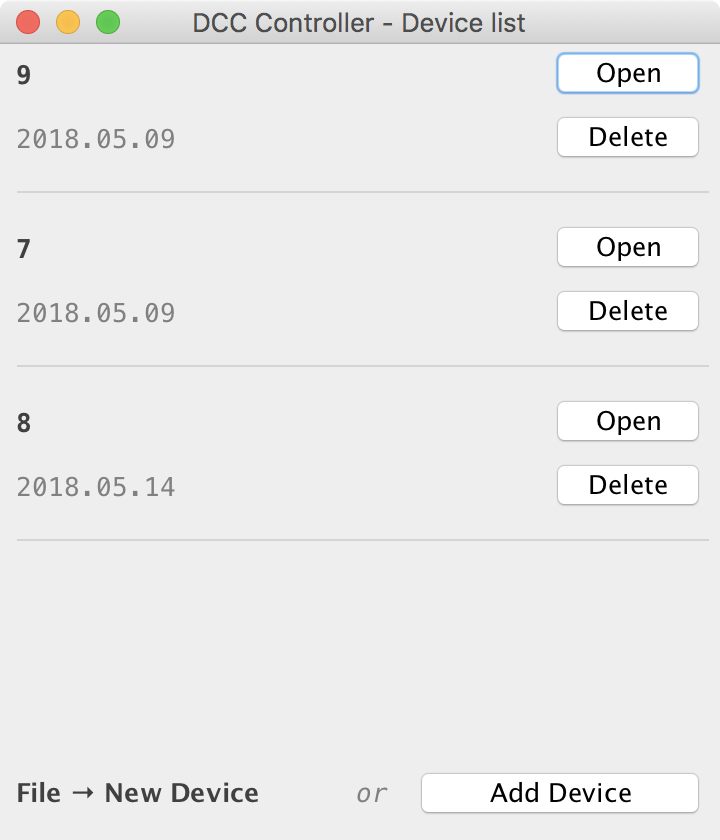 DCC Controller - Device list
9 Open
2018.05.09 Delete
7 Open
2018.05.09 Delete
8 Open
2018.05.14 Delete
File → New Device or Add Device